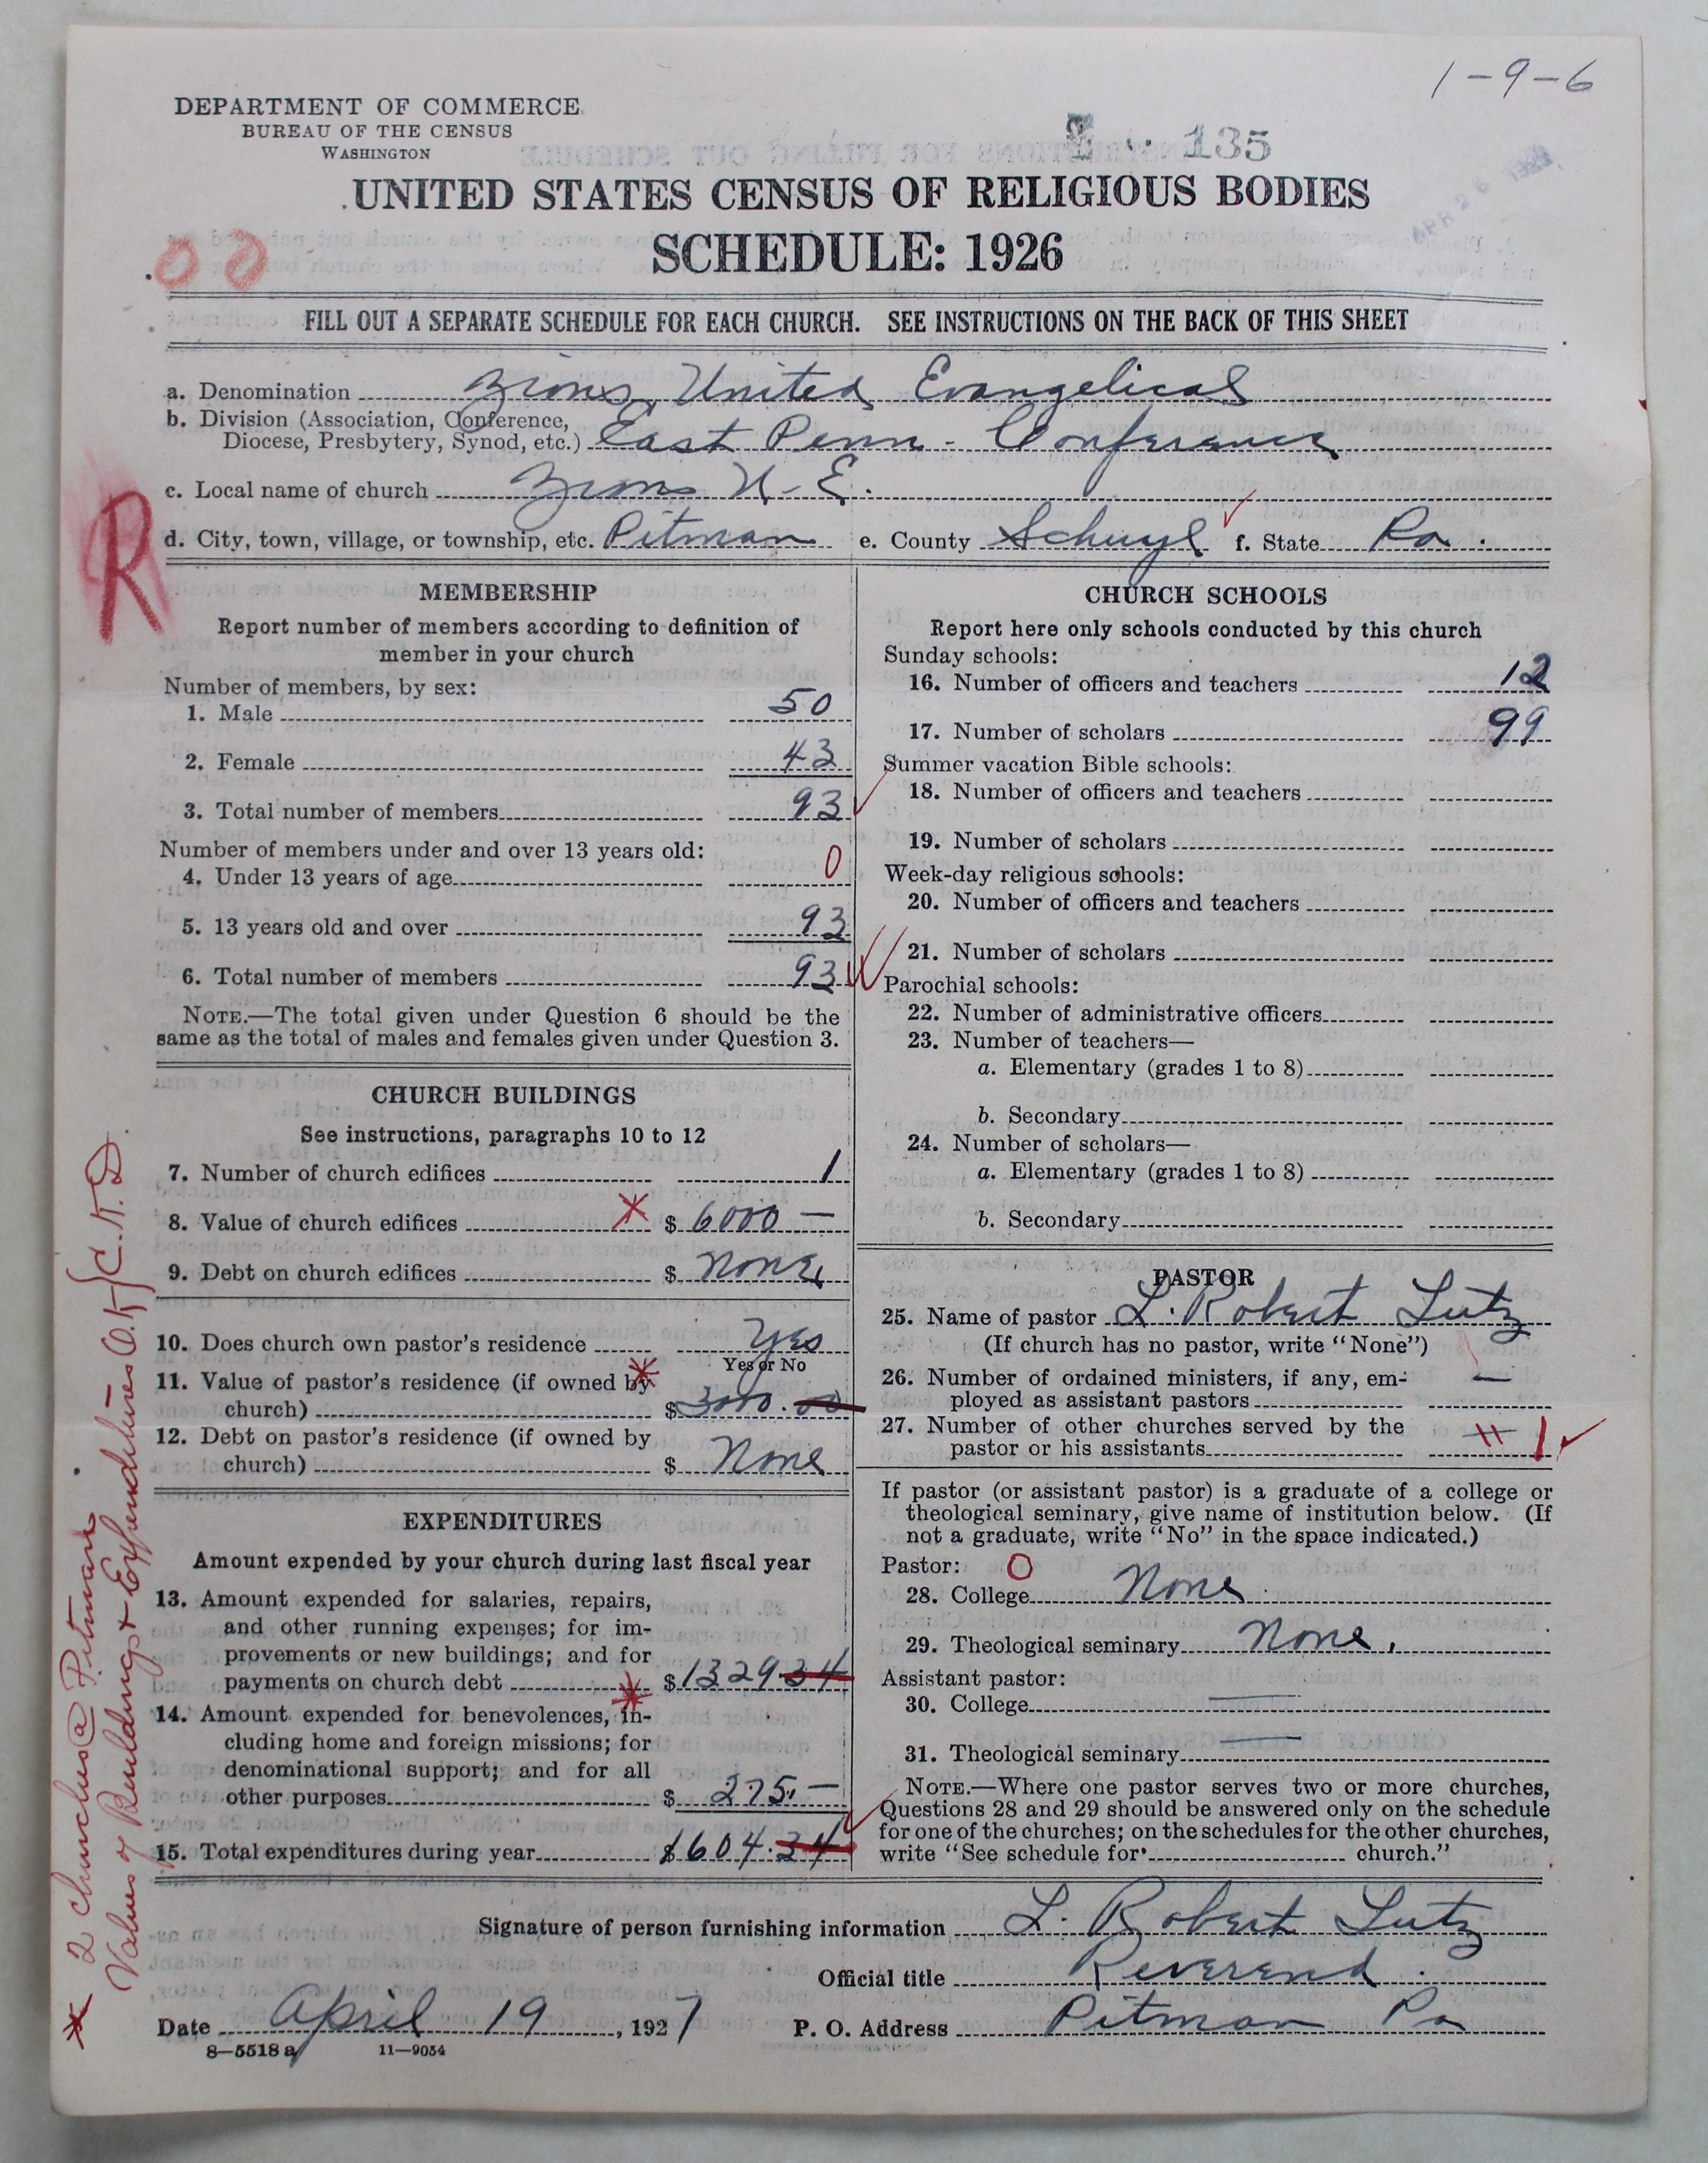 1-9-6
DEPARTMENT OF COMMERCE
BUREAU OF THE CENSUS
WASHINGTON
135
UNITED STATES CENSUS OF RELIGIOUS BODIES
SCHEDULE: 1926
APR 26
FILL OUT A SEPARATE SCHEDULE FOR EACH CHURCH. SEE INSTRUCTIONS ON THE BACK OF THIS SHEET
a. Denomination Zions United Evangelical
b. Division (Association, Conference,
Diocese, Presbytery, Synod, etc.) East Penn - Conference
c. Local name of church Zions U-E.
R
d. City, town, village, or township, etc. Pitman e. County Schuyl f. State Pa.
MEMBERSHIP
Report number of members according to definition of
member in your church
Number of members, by sex:
1. Male 50
2. Female 43
3. Total number of members 93
Number of members under and over 13 years old:
4. Under 13 years of age 0
5. 13 years old and over 93
6. Total number of members 93
NOTE.—The total given under Question 6 should be the
same as the total of males and females given under Question 3.
CHURCH BUILDINGS
See instructions, paragraphs 10 to 12
7. Number of church edifices 1
8. Value of church edifices $ 6000 —
9. Debt on church edifices $ None
10. Does church own pastor's residence Yes
Yes or No
11. Value of pastor's residence (if owned by
church) $ 3000.00
12. Debt on pastor's residence (if owned by
church) $ None
EXPENDITURES
Amount expended by your church during last fiscal year
13. Amount expended for salaries, repairs,
and other running expenses; for im-
provements or new buildings; and for
payments on church debt $ 1329 34
14. Amount expended for benevolences, in-
cluding home and foreign missions; for
denominational support; and for all
other purposes $ 275. —
15. Total expenditures during year $1604.34
CHURCH SCHOOLS
Report here only schools conducted by this church
Sunday schools:
16. Number of officers and teachers 12
17. Number of scholars 99
Summer vacation Bible schools:
18. Number of officers and teachers
19. Number of scholars
Week-day religious schools:
20. Number of officers and teachers
21. Number of scholars
Parochial schools:
22. Number of administrative officers
23. Number of teachers—
a. Elementary (grades 1 to 8)
b. Secondary
24. Number of scholars—
a. Elementary (grades 1 to 8)
b. Secondary
PASTOR
25. Name of pastor L. Robert Lutz
(If church has no pastor, write "None")
26. Number of ordained ministers, if any, em- —
ployed as assistant pastors
27. Number of other churches served by the
pastor or his assistants 1
If pastor (or assistant pastor) is a graduate of a college or
theological seminary, give name of institution below. (If
not a graduate, write "No" in the space indicated.)
Pastor: O
28. College None
29. Theological seminary None.
Assistant pastor:
30. College
31. Theological seminary
NOTE.—Where one pastor serves two or more churches,
Questions 28 and 29 should be answered only on the schedule
for one of the churches; on the schedules for the other churches,
write "See schedule for church."
Signature of person furnishing information L. Robert Lutz
Official title Reverend.
Date April 19, 1927 P. O. Address Pitman Pa
8—5518 a 11—9054
* 2 churches @ Pitman.
Values of Buildings + Expenditures O.K. C.K.D.